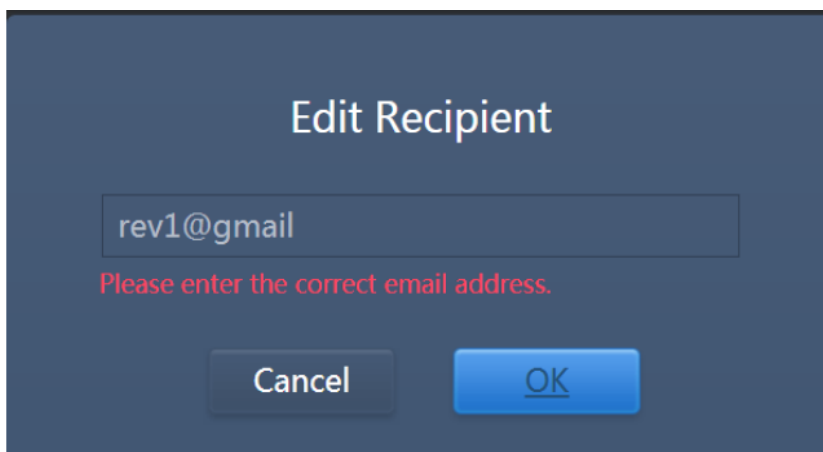 Edit Recipient
rev1@gmail
Please enter the correct email address.
Cancel
OK